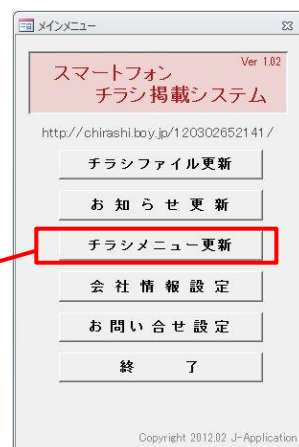 メインメニュー
Ver 1.02
スマートフォン
チラシ掲載システム
http://chirashi.boy.jp/120302652141/
チラシファイル更新
お知らせ更新
チラシメニュー更新
会社情報設定
お問い合せ設定
終 了
Copyright 2012.02 J-Application